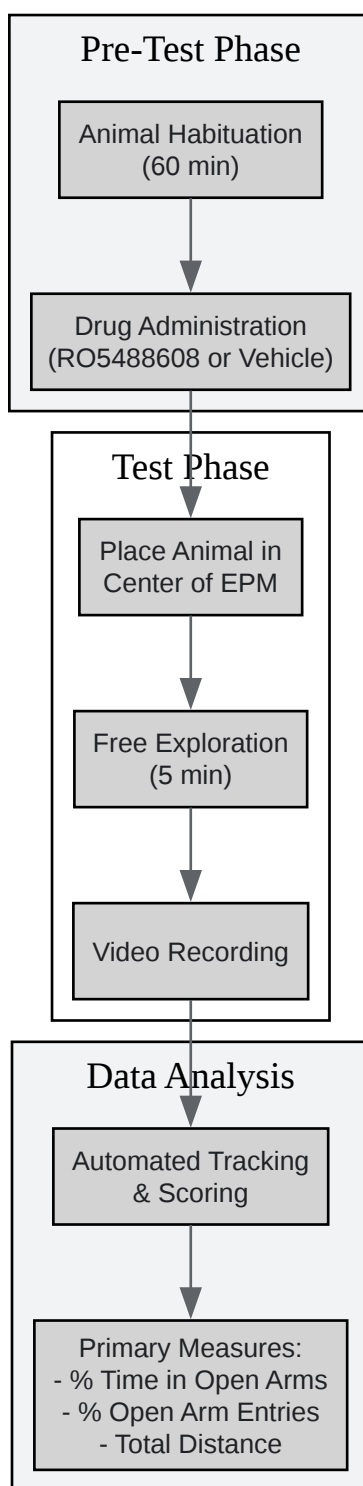 Pre-Test Phase
Animal Habituation
(60 min)
Drug Administration
(RO5488608 or Vehicle)
Test Phase
Place Animal in
Center of EPM
Free Exploration
(5 min)
Video Recording
Data Analysis
Automated Tracking
& Scoring
Primary Measures:
- % Time in Open Arms
- % Open Arm Entries
- Total Distance